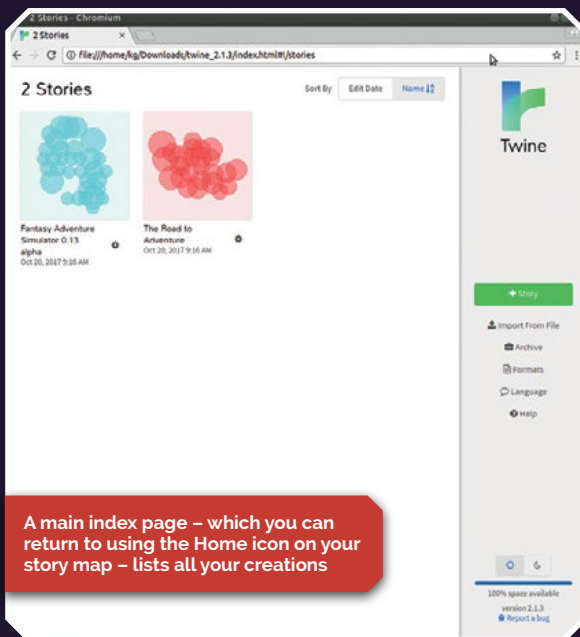 2 Stories - Chromium
2 Stories ×
file:///home/kg/Downloads/twine_2.1.3/index.html#!/stories
2 Stories
Sort By Edit Date Name
Twine
Fantasy Adventure
Simulator 0.13
alpha
Oct 20, 2017 9:16 AM
The Road to
Adventure
Oct 20, 2017 9:16 AM
+ Story
Import From File
Archive
Formats
Language
Help
A main index page – which you can
return to using the Home icon on your
story map – lists all your creations
100% space available
version 2.1.3
Report a bug